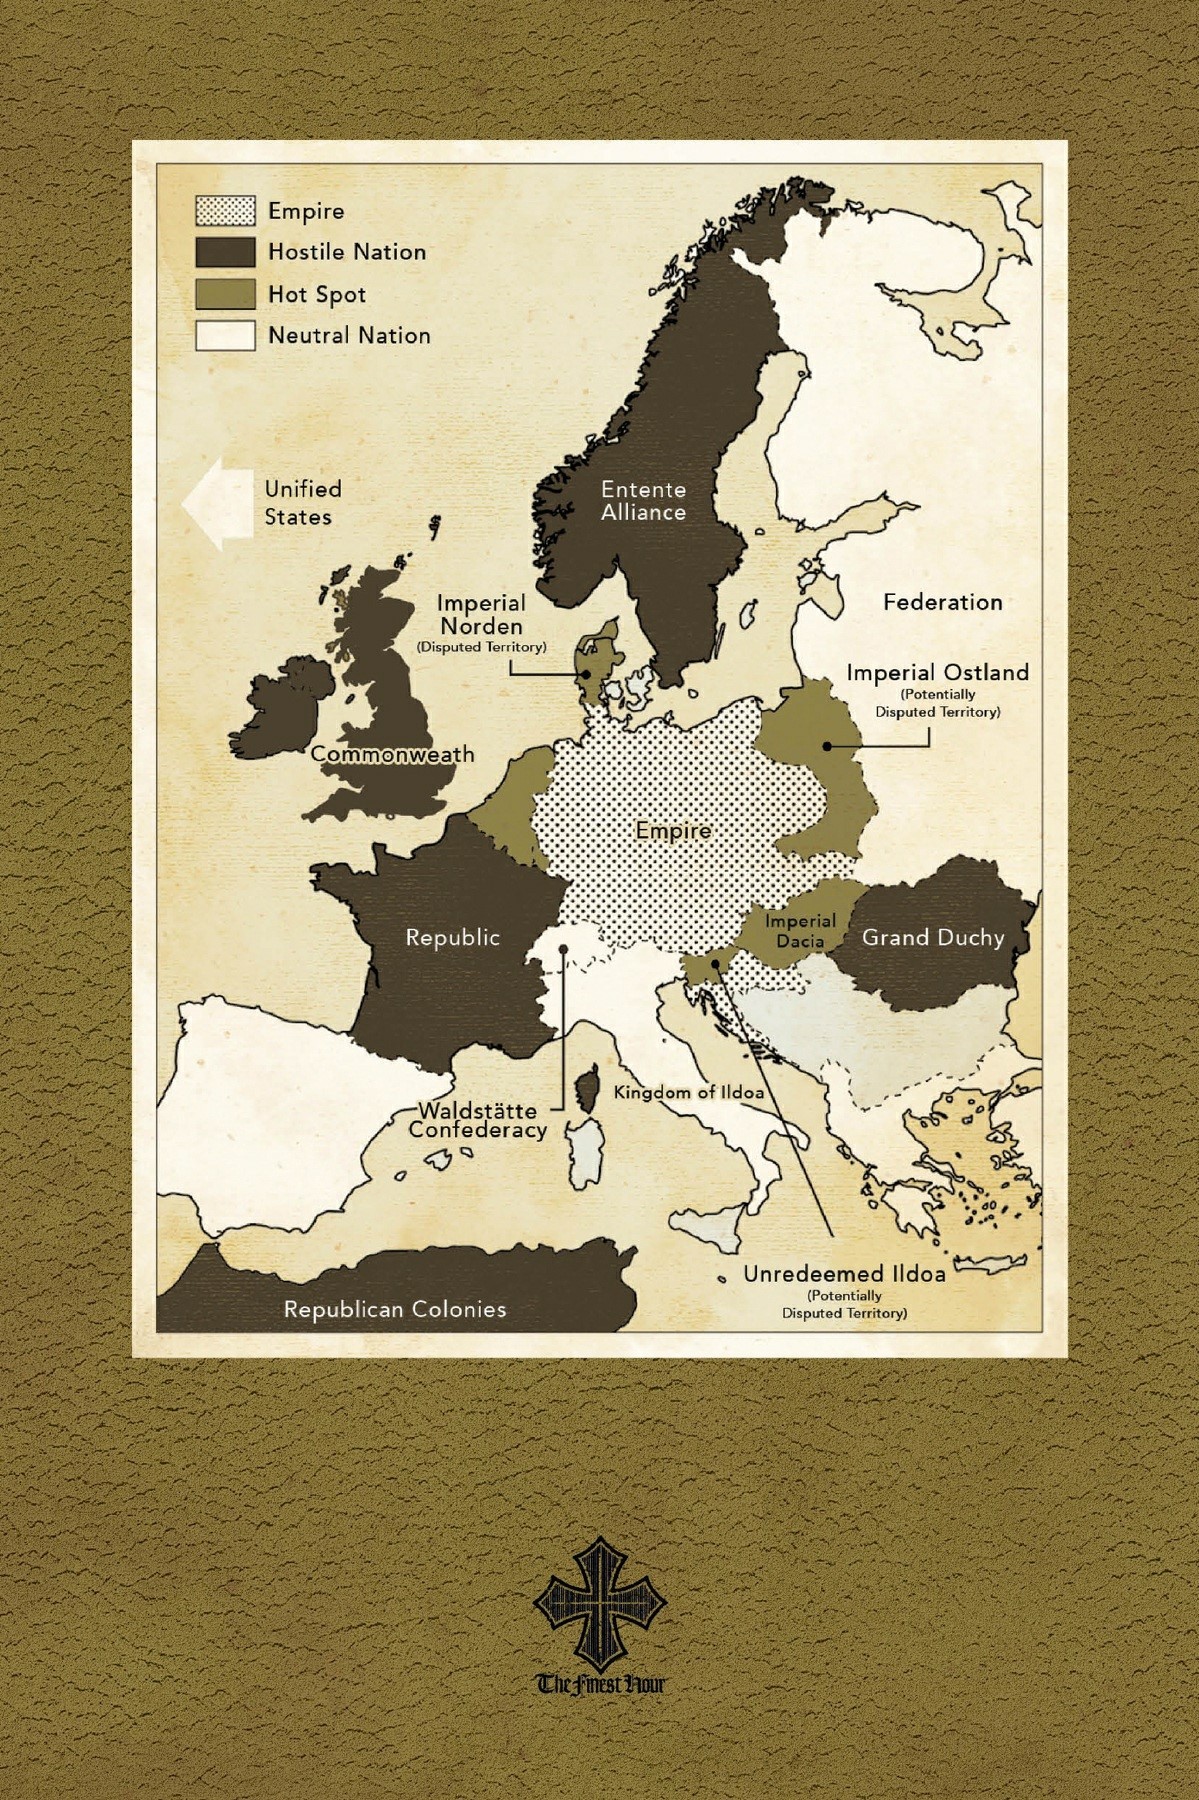 Empire
Hostile Nation
Hot Spot
Neutral Nation
Unified
States
Entente
Alliance
Imperial
Norden
(Disputed Territory)
Federation
Imperial Ostland
(Potentially
Disputed Territory)
Commonweath
Empire
Republic
Imperial
Dacia
Grand Duchy
Waldstätte
Confederacy
Kingdom of Ildoa
Unredeemed Ildoa
(Potentially
Disputed Territory)
Republican Colonies
The Finest Hour